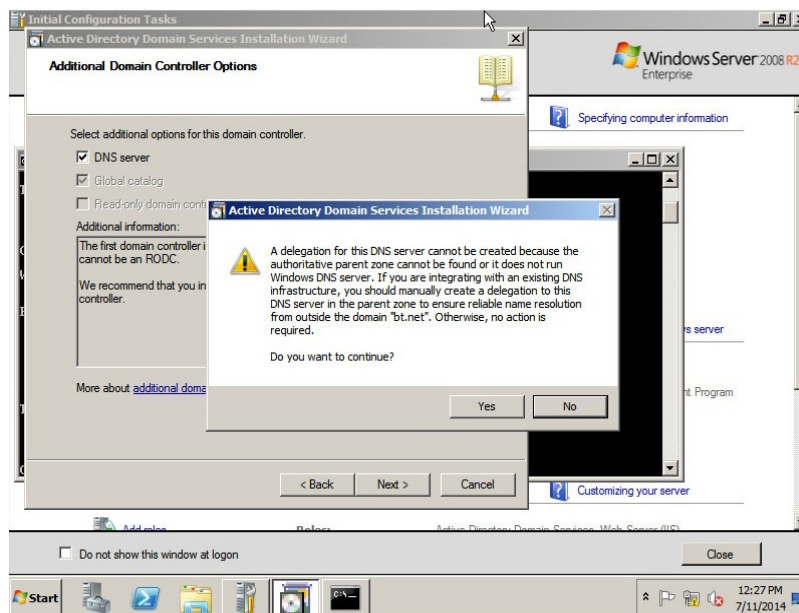 Initial Configuration Tasks
Active Directory Domain Services Installation Wizard
Additional Domain Controller Options
Windows Server 2008 R2
Enterprise
Specifying computer information
Select additional options for this domain controller.
DNS server
Global catalog
Read-only domain
Additional information:
The first domain controller
cannot be an RODC.
We recommend that you
controller.
More about additional
Active Directory Domain Services Installation Wizard
A delegation for this DNS server cannot be created because the
authoritative parent zone cannot be found or it does not run
Windows DNS server. If you are integrating with an existing DNS
infrastructure, you should manually create a delegation to this
DNS server in the parent zone to ensure reliable name resolution
from outside the domain "bt.net". Otherwise, no action is
required.
Do you want to continue?
Yes No
server
Program
< Back Next > Cancel
Customizing your server
Add roles Roles: Active Directory Domain Services, Web Server (IIS)
Do not show this window at logon Close
Start
12:27 PM
7/11/2014